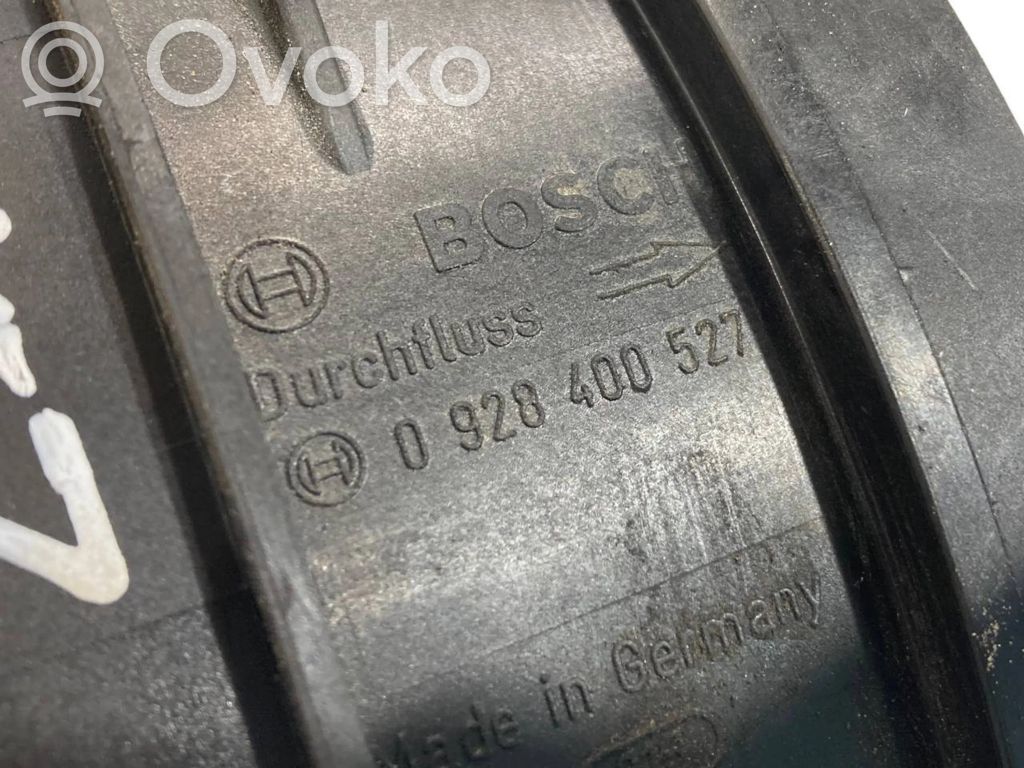 Ovoko
BOSCH
Durchfluss
0 928 400 527
Made in Germany